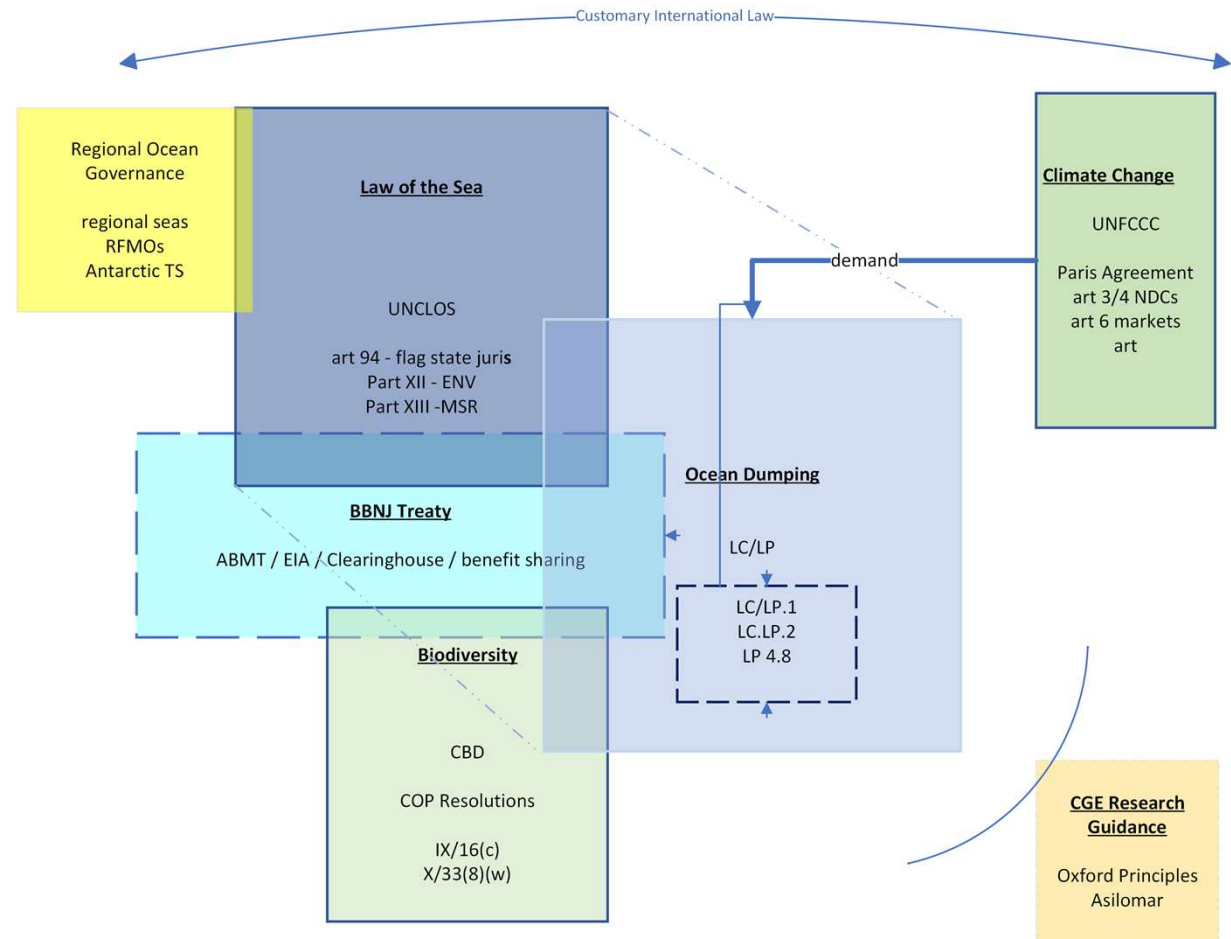 Customary International Law
Regional Ocean
Governance
regional seas
RFMOs
Antarctic TS
Law of the Sea
UNCLOS
art 94 - flag state juris
Part XII - ENV
Part XIII -MSR
demand
Climate Change
UNFCCC
Paris Agreement
art 3/4 NDCs
art 6 markets
art
BBNJ Treaty
ABMT / EIA / Clearinghouse / benefit sharing
Ocean Dumping
LC/LP
LC/LP.1
LC.LP.2
LP 4.8
Biodiversity
CBD
COP Resolutions
IX/16(c)
X/33(8)(w)
CGE Research
Guidance
Oxford Principles
Asilomar